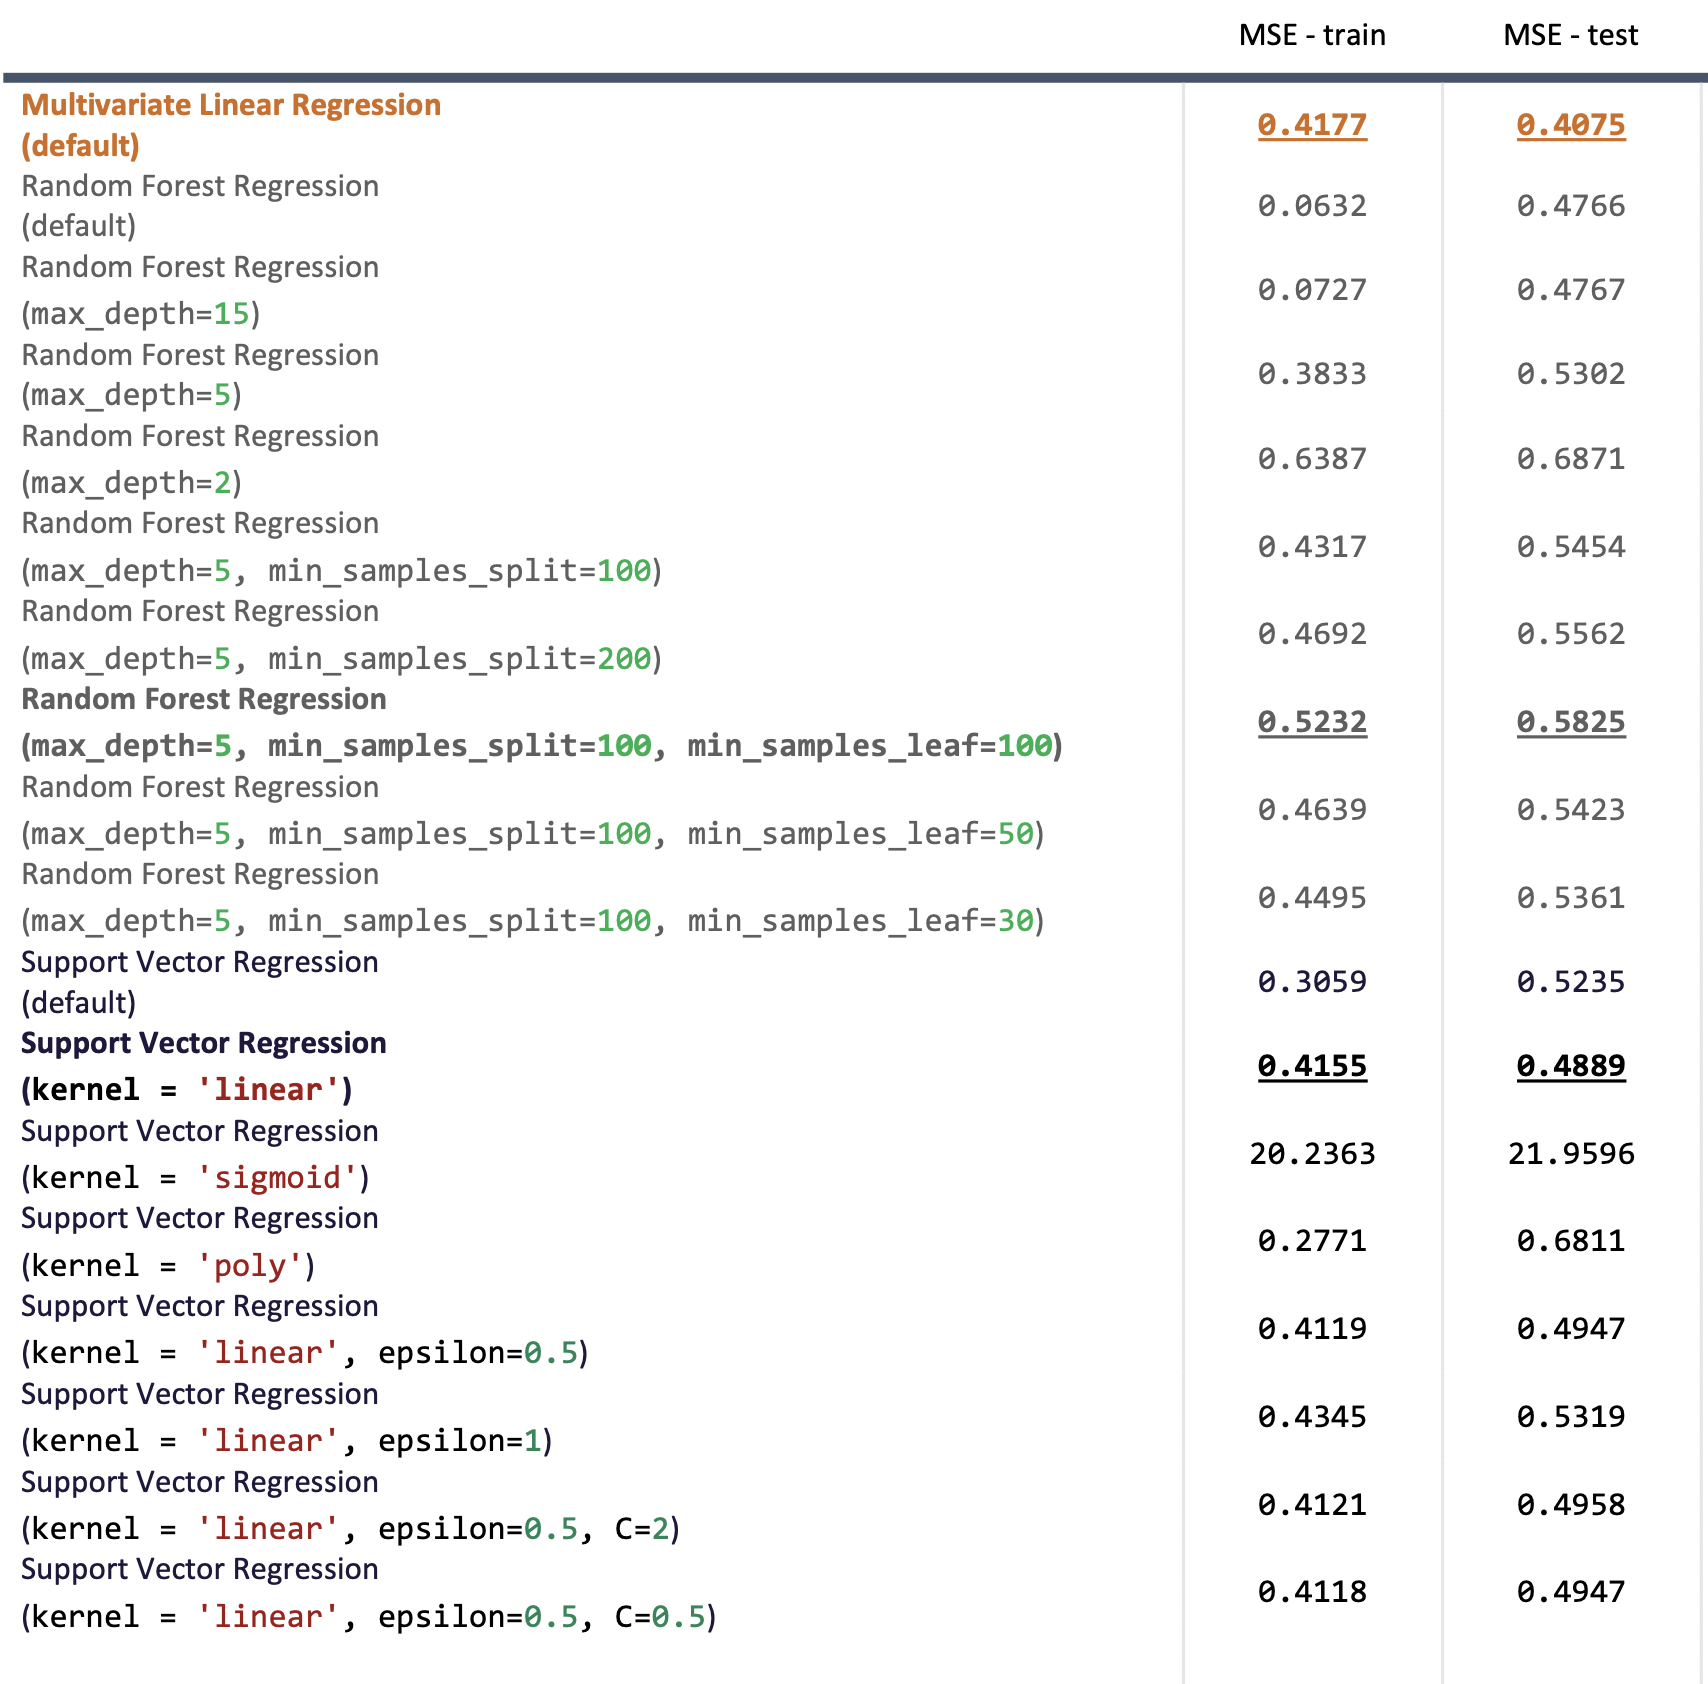 MSE - train MSE - test
Multivariate Linear Regression
(default)
0.4177 0.4075
Random Forest Regression
(default)
0.0632 0.4766
Random Forest Regression
(max_depth=15)
0.0727 0.4767
Random Forest Regression
(max_depth=5)
0.3833 0.5302
Random Forest Regression
(max_depth=2)
0.6387 0.6871
Random Forest Regression
(max_depth=5, min_samples_split=100)
0.4317 0.5454
Random Forest Regression
(max_depth=5, min_samples_split=200)
0.4692 0.5562
Random Forest Regression
(max_depth=5, min_samples_split=100, min_samples_leaf=100)
0.5232 0.5825
Random Forest Regression
(max_depth=5, min_samples_split=100, min_samples_leaf=50)
0.4639 0.5423
Random Forest Regression
(max_depth=5, min_samples_split=100, min_samples_leaf=30)
0.4495 0.5361
Support Vector Regression
(default)
0.3059 0.5235
Support Vector Regression
(kernel = 'linear')
0.4155 0.4889
Support Vector Regression
(kernel = 'sigmoid')
20.2363 21.9596
Support Vector Regression
(kernel = 'poly')
0.2771 0.6811
Support Vector Regression
(kernel = 'linear', epsilon=0.5)
0.4119 0.4947
Support Vector Regression
(kernel = 'linear', epsilon=1)
0.4345 0.5319
Support Vector Regression
(kernel = 'linear', epsilon=0.5, C=2)
0.4121 0.4958
Support Vector Regression
(kernel = 'linear', epsilon=0.5, C=0.5)
0.4118 0.4947